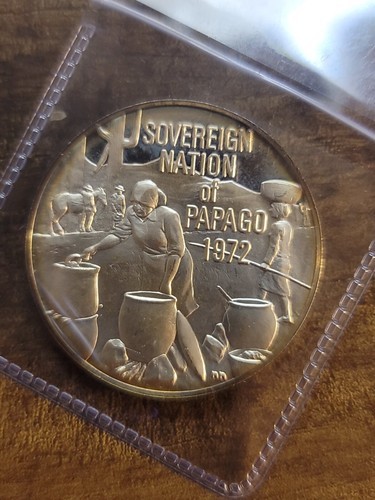 SOVEREIGN
NATION
of
PAPAGO
1972